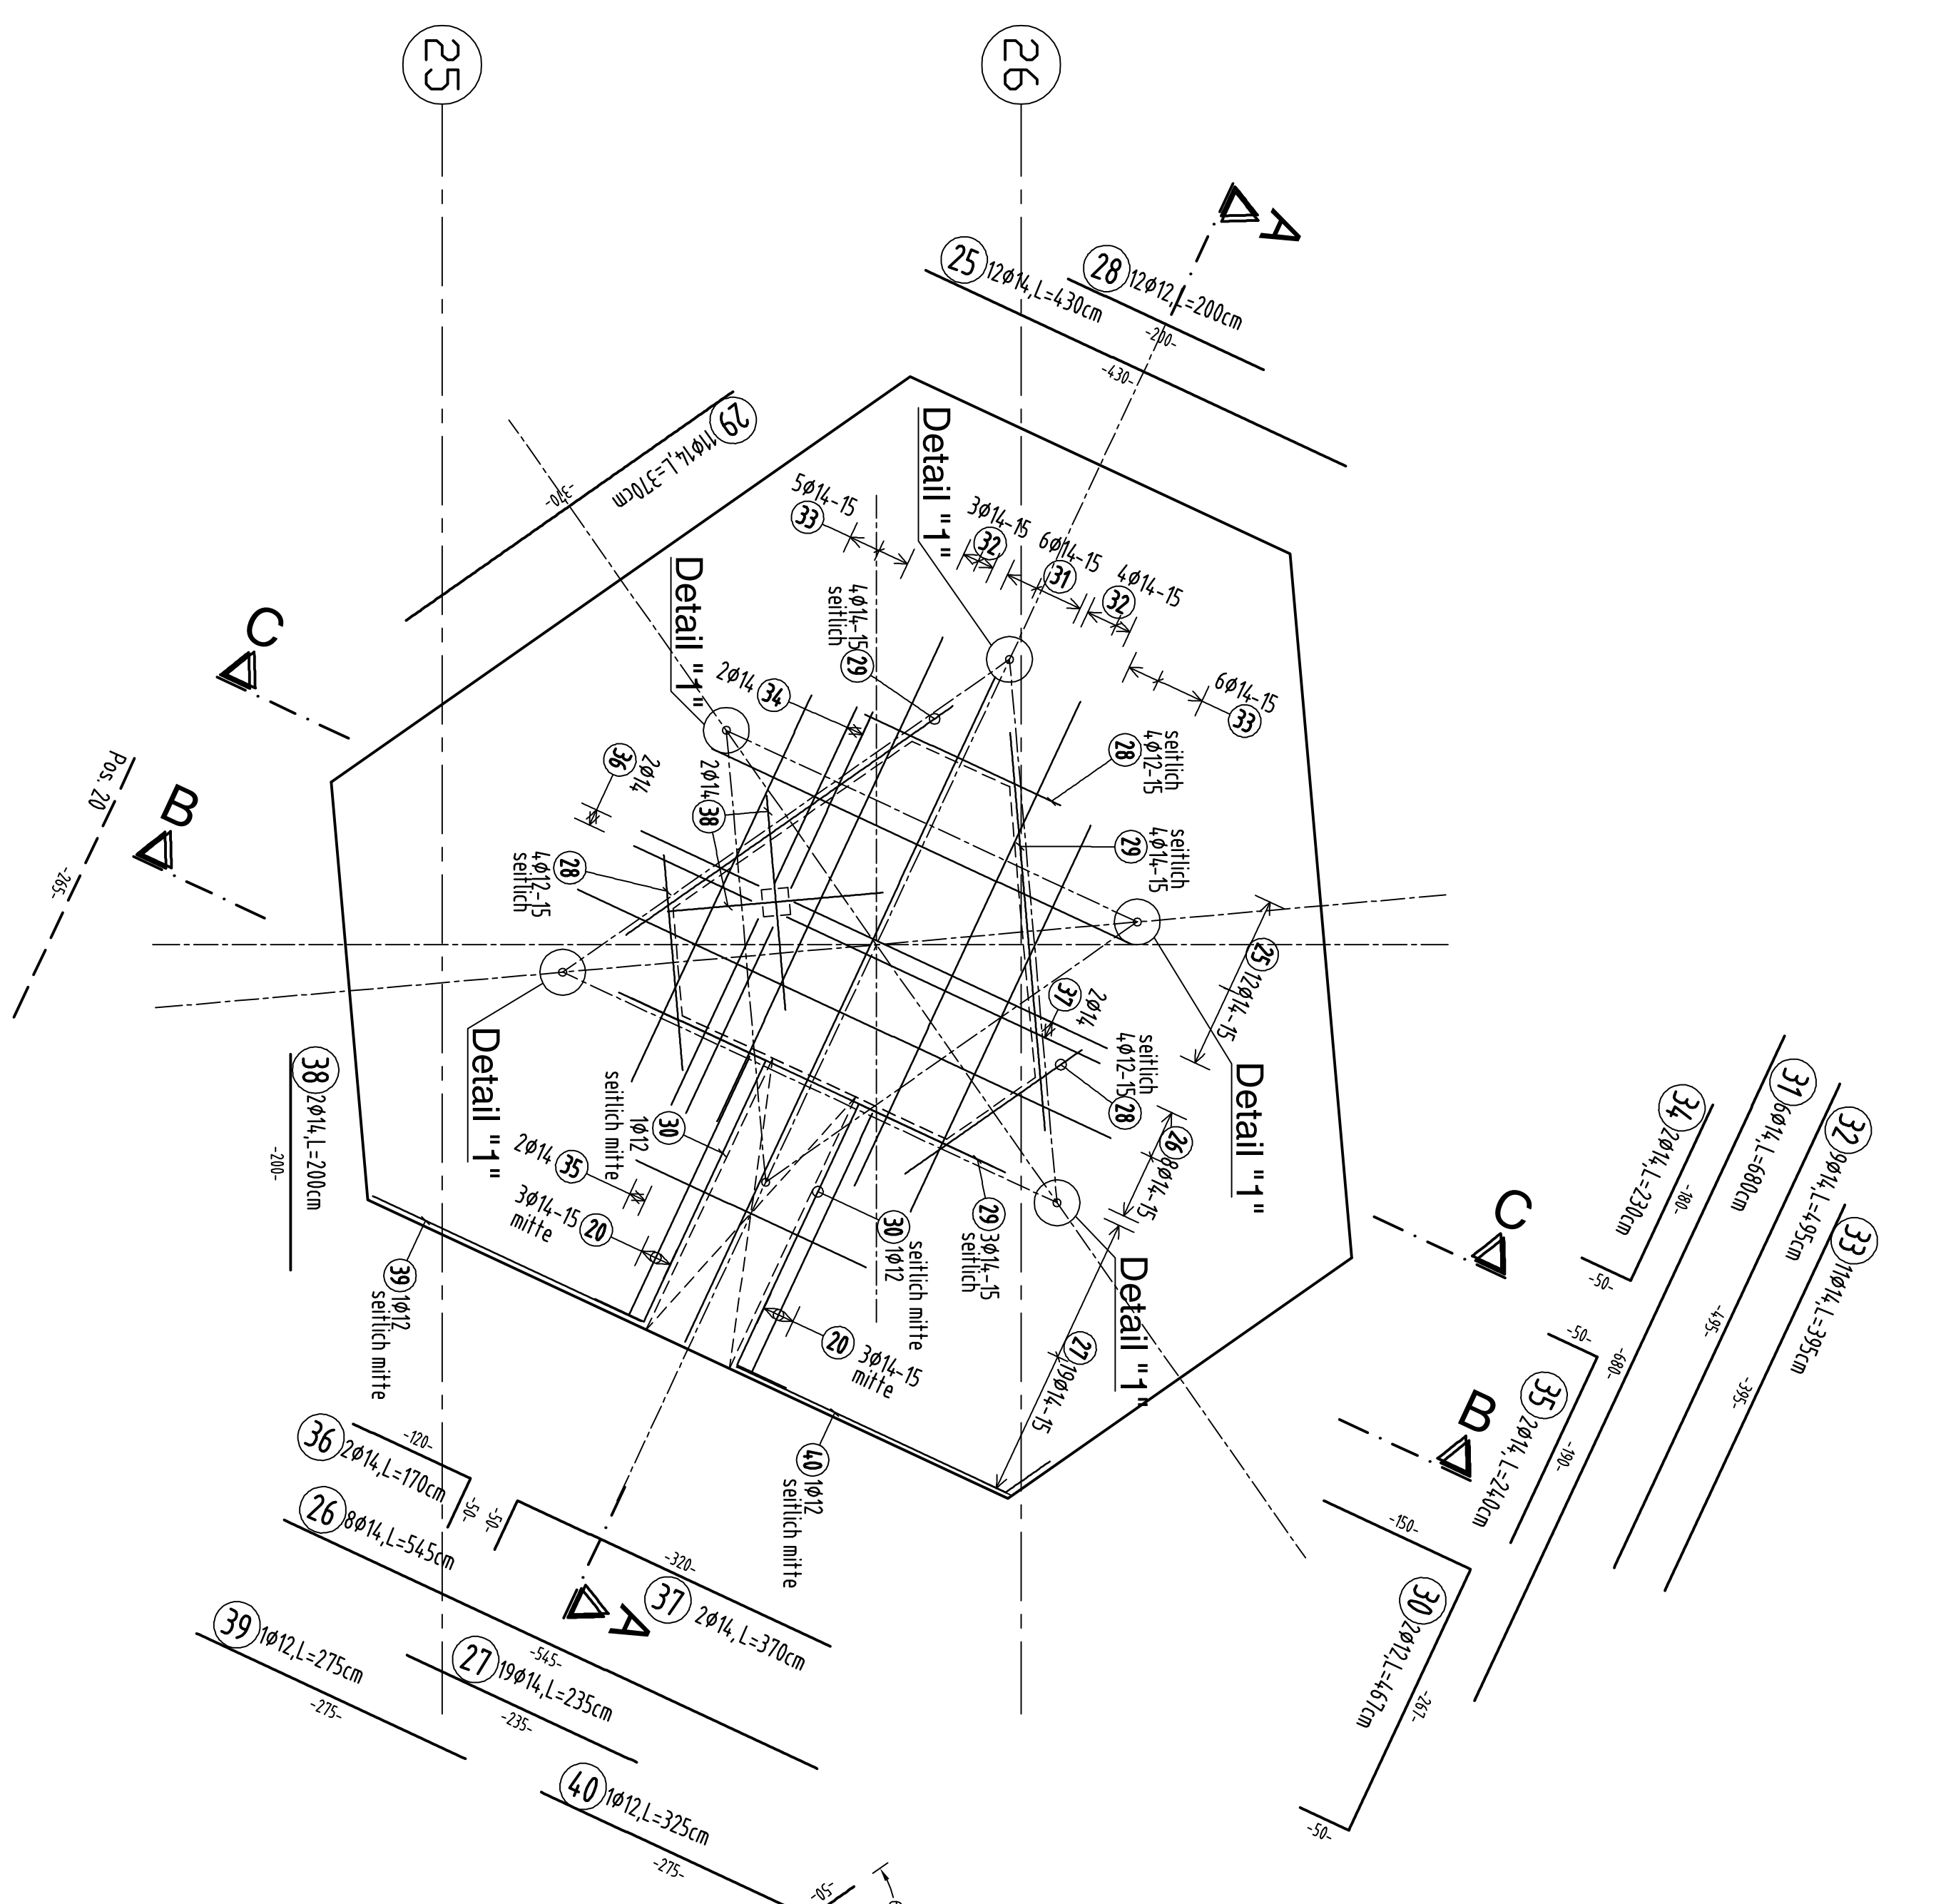 25
26
A
28 12ø12,L=200cm
-200-
25 12ø14,L=430cm
-430-
29 11ø14,L=370cm
-370-
Detail "1"
5ø14-15
33
3ø14-15
32
6ø14-15
31
4ø14-15
32
6ø14-15
33
Detail "1"
4ø14-15 29
seitlich
2ø14 34
28 seitlich
4ø12-15
C
36 2ø14
2ø14 38
29 seitlich
4ø14-15
Pos. 20
-265-
B
28
4ø12-15
seitlich
25 12ø14-15
37 2ø14
seitlich
4ø12-15 28
Detail "1"
Detail "1"
38 2ø14,L=200cm
-200-
seitlich mitte
1ø12 30
2ø14 35
3ø14-15 20
mitte
26 8ø14-15
29 3ø14-15
seitlich
30 1ø12
seitlich mitte
Detail "1"
39 1ø12
seitlich mitte
20 3ø14-15
mitte
27 19ø14-15
40 1ø12
seitlich mitte
C
B
34 2ø14,L=230cm
-180-
-50-
31 6ø14,L=680cm
-680-
32 9ø14,L=495cm
-495-
33 11ø14,L=395cm
-395-
35 2ø14,L=240cm
-50-
-190-
30 2ø12,L=467cm
-150-
-267-
-50-
36 2ø14,L=170cm
-120-
-50-
26 8ø14,L=545cm
-545-
-50-
-320-
37 2ø14,L=370cm
A
39 1ø12,L=275cm
-275-
27 19ø14,L=235cm
-235-
40 1ø12,L=325cm
-275-
-50-